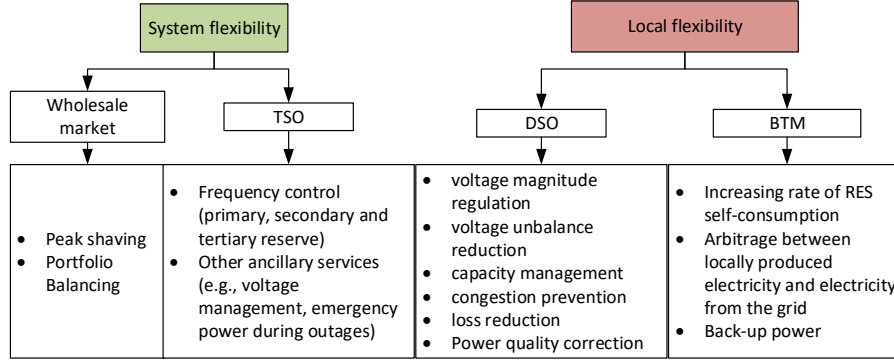 System flexibility
Local flexibility
Wholesale
market
TSO
DSO
BTM
• Peak shaving
• Portfolio
Balancing
• Frequency control
(primary, secondary and
tertiary reserve)
• Other ancillary services
(e.g., voltage
management, emergency
power during outages)
• voltage magnitude
regulation
• voltage unbalance
reduction
• capacity management
• congestion prevention
• loss reduction
• Power quality correction
• Increasing rate of RES
self-consumption
• Arbitrage between
locally produced
electricity and electricity
from the grid
• Back-up power